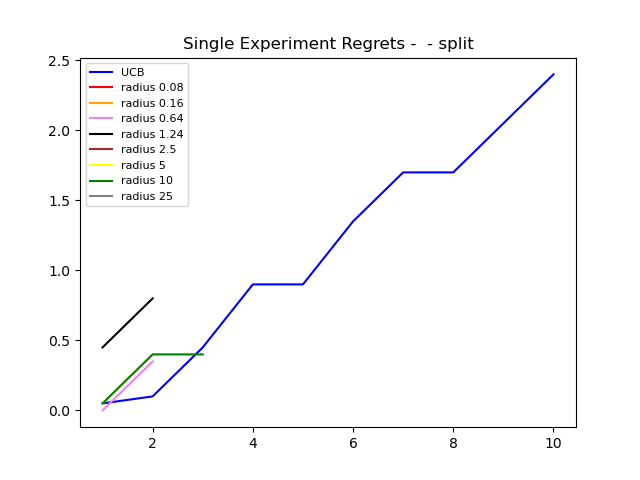 Single Experiment Regrets -  - split
2.5
2.0
1.5
1.0
0.5
0.0
UCB
radius 0.08
radius 0.16
radius 0.64
radius 1.24
radius 2.5
radius 5
radius 10
radius 25
2 4 6 8 10